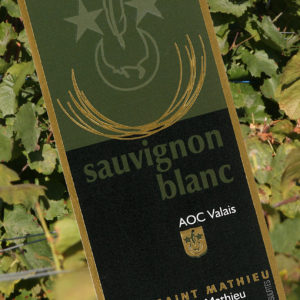 sauvignon
blanc
AOC Valais
SAINT MATHIEU
Mathieu